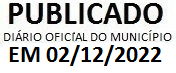 PUBLICADO
DIÁRIO OFICIAL DO MUNICÍPIO
EM 02/12/2022